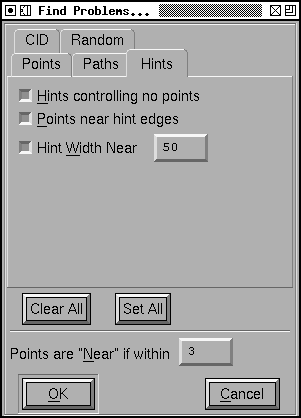 Find Problems...
CID Random
Points Paths Hints
Hints controlling no points
Points near hint edges
Hint Width Near 50
Clear All Set All
Points are "Near" if within 3
OK Cancel